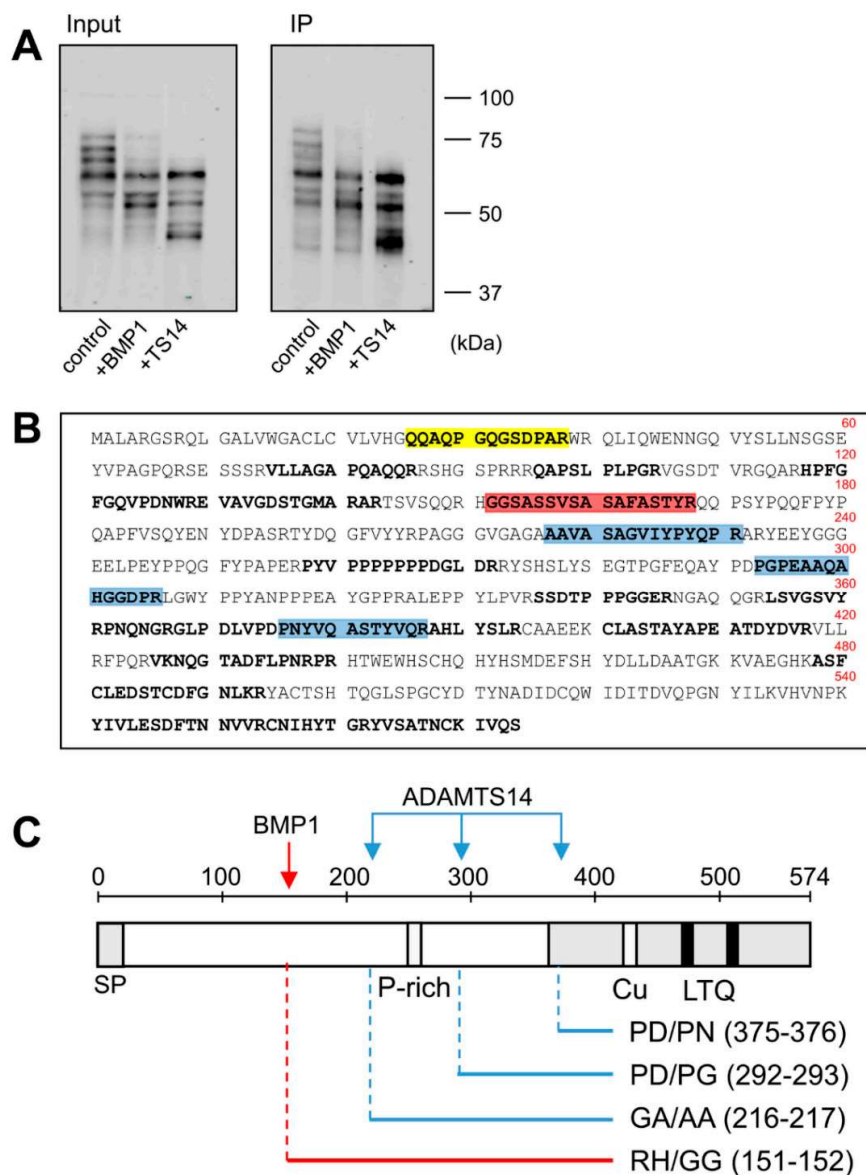 A
Input
IP
100
75
50
37
(kDa)
control
+BMP1
+TS14
control
+BMP1
+TS14
B
60
MALARGSRQL GALVWGACLC VLVHGQQAQP GQGSDPARWR QLIQWENNGQ VYSLLNSGSE
120
YVPAGPQRSE SSSRVLLAGA PQAQQRRSHG SPRRRQAPSL PLPGRVGSDT VRGQARHPFG
180
FGQVPDNWRE VAVGDSTGMA RARTSVSQQRH GGSASSVSA SAFASTYRQQ PSYPQQFPYP
240
QAPFVSQYEN YDPASRTYDQ GFVYYRPAGG GVGAGAAAVA SAGVIYPYQP RARYEEYGGG
300
EELPEYPPQG FYPAPERPYV PPPPPPPDGL DRRYSHSLYS EGTPGFEQAY PDPGPEAAQA
360
HGGDPRLGWY PPYANPPPEA YGPPRALEPP YLPVRSSDTP PPGGERNGAQ QGRLSVGSVY
420
RPNQNGRGLP DLVPDPNYVQ ASTYVQRAHL YSLRCAAEEK CLASTAYAPE ATDYDVRVLL
480
RFPQRVKNQG TADFLPNRPR HTWEWHSCHQ HYHSMDEFSH YDLLDAATGK KVAEGHKASF
540
CLEDSTCDFG NLKRYACTSH TQGLSPGCYD TYNADIDCQW IDITDVQPGN YILKVHVNPK
YIVLESDFTN NVVRCNIHYT GRYVSATNCK IVQS
C
ADAMTS14
BMP1
0 100 200 300 400 500 574
SP
P-rich
Cu
LTQ
PD/PN (375-376)
PD/PG (292-293)
GA/AA (216-217)
RH/GG (151-152)